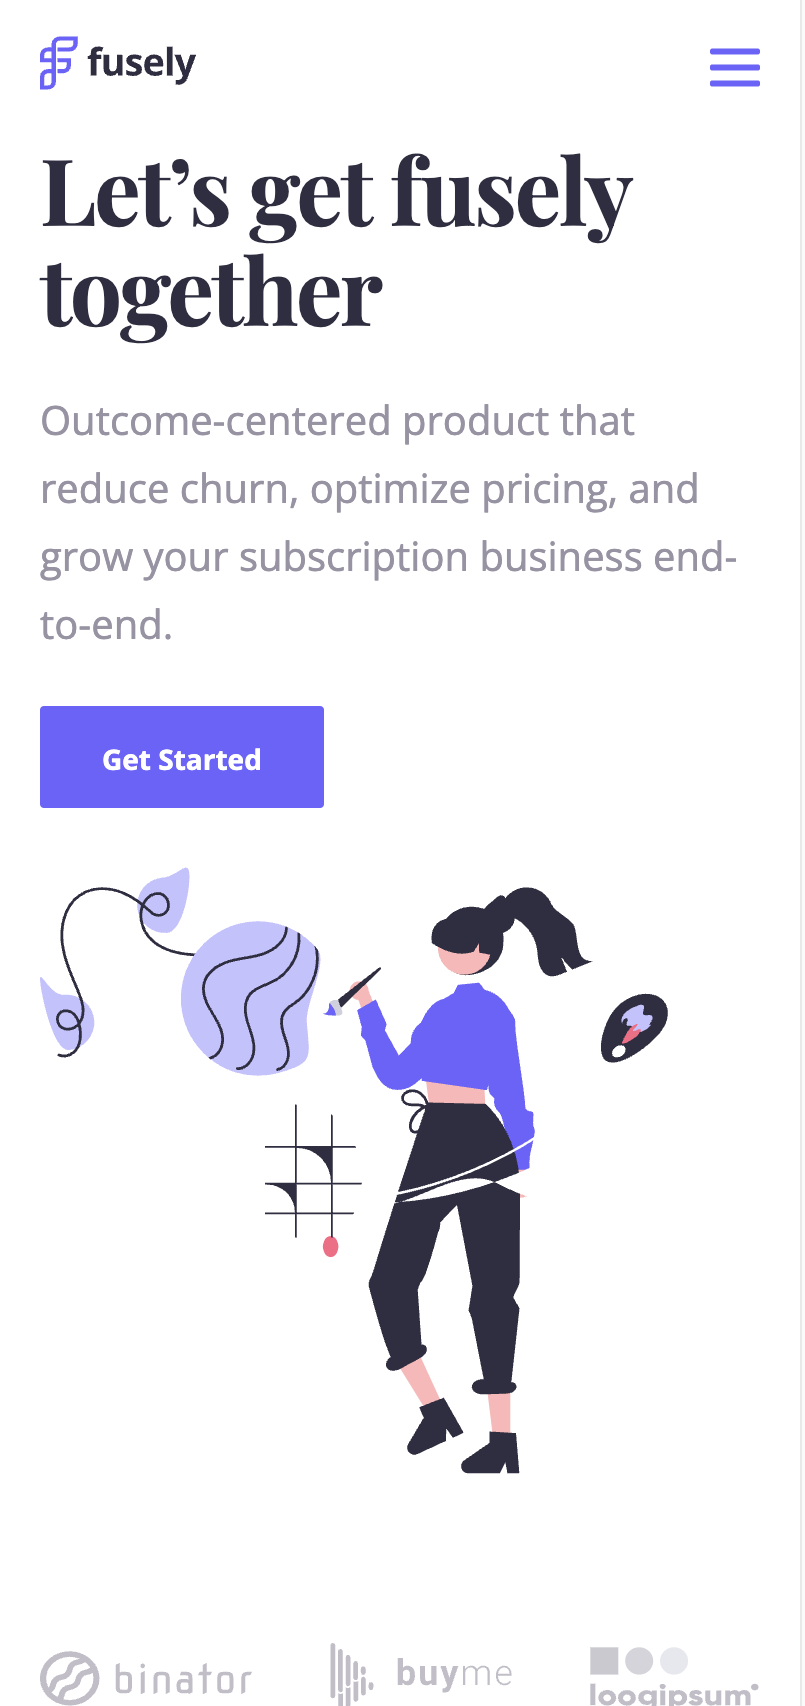 fusely
Let’s get fusely
together
Outcome-centered product that
reduce churn, optimize pricing, and
grow your subscription business end-
to-end.
Get Started
binator
buyme
logoipsum